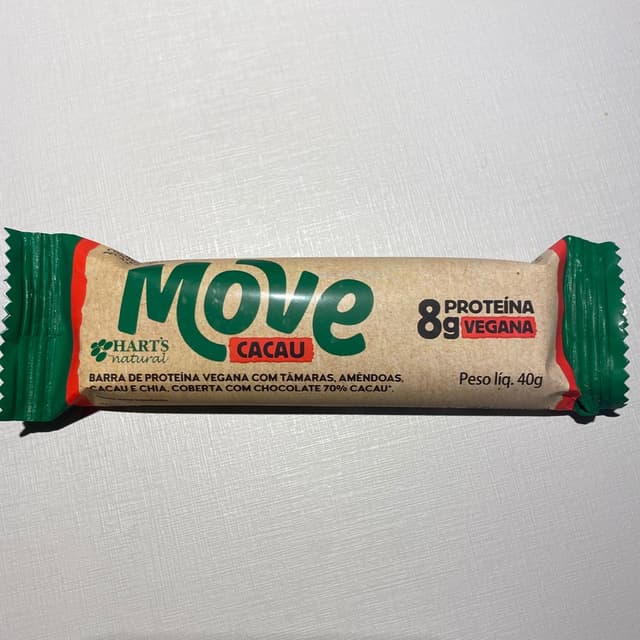 Move
CACAU
HART'S
natural
BARRA DE PROTEÍNA VEGANA COM TÂMARAS, AMÊNDOAS,
CACAU E CHIA, COBERTA COM CHOCOLATE 70% CACAU*.
8g PROTEÍNA
VEGANA
Peso líq. 40g